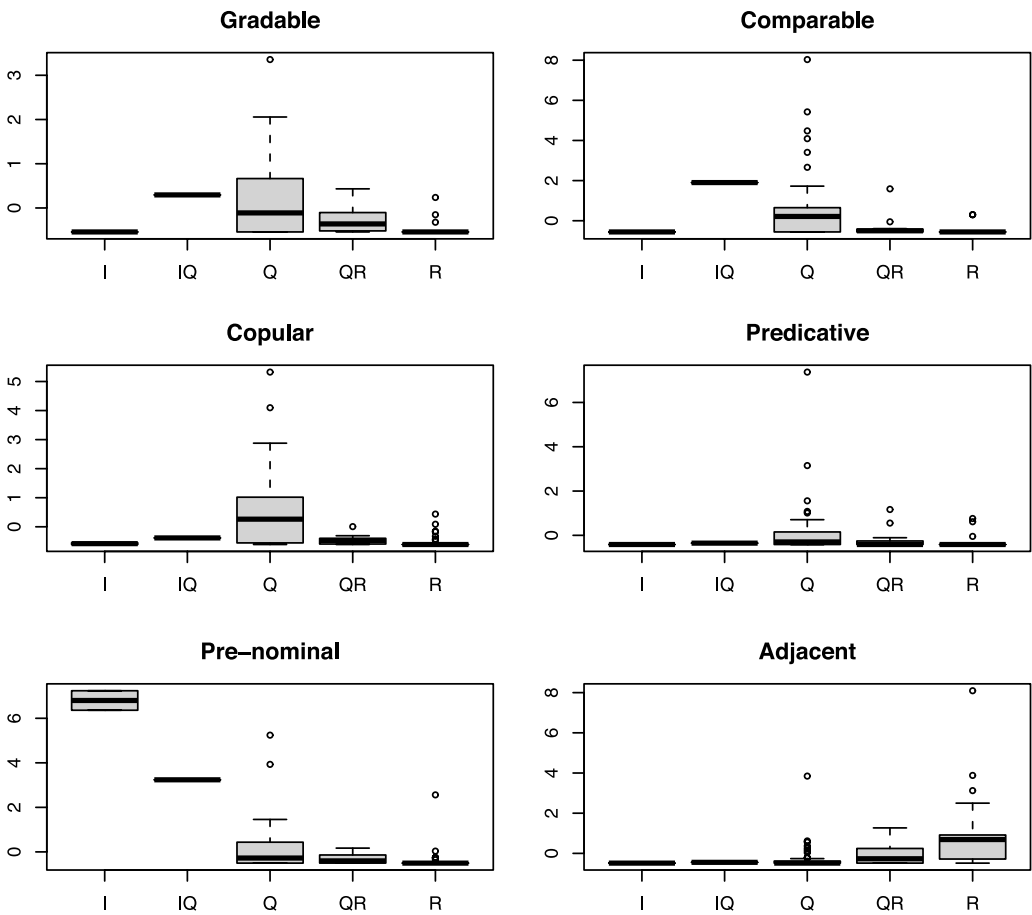 Gradable
3
2
1
0
I IQ Q QR R
Comparable
8
6
4
2
0
I IQ Q QR R
Copular
5
4
3
2
1
0
I IQ Q QR R
Predicative
6
4
2
0
I IQ Q QR R
Pre−nominal
6
4
2
0
I IQ Q QR R
Adjacent
8
6
4
2
0
I IQ Q QR R